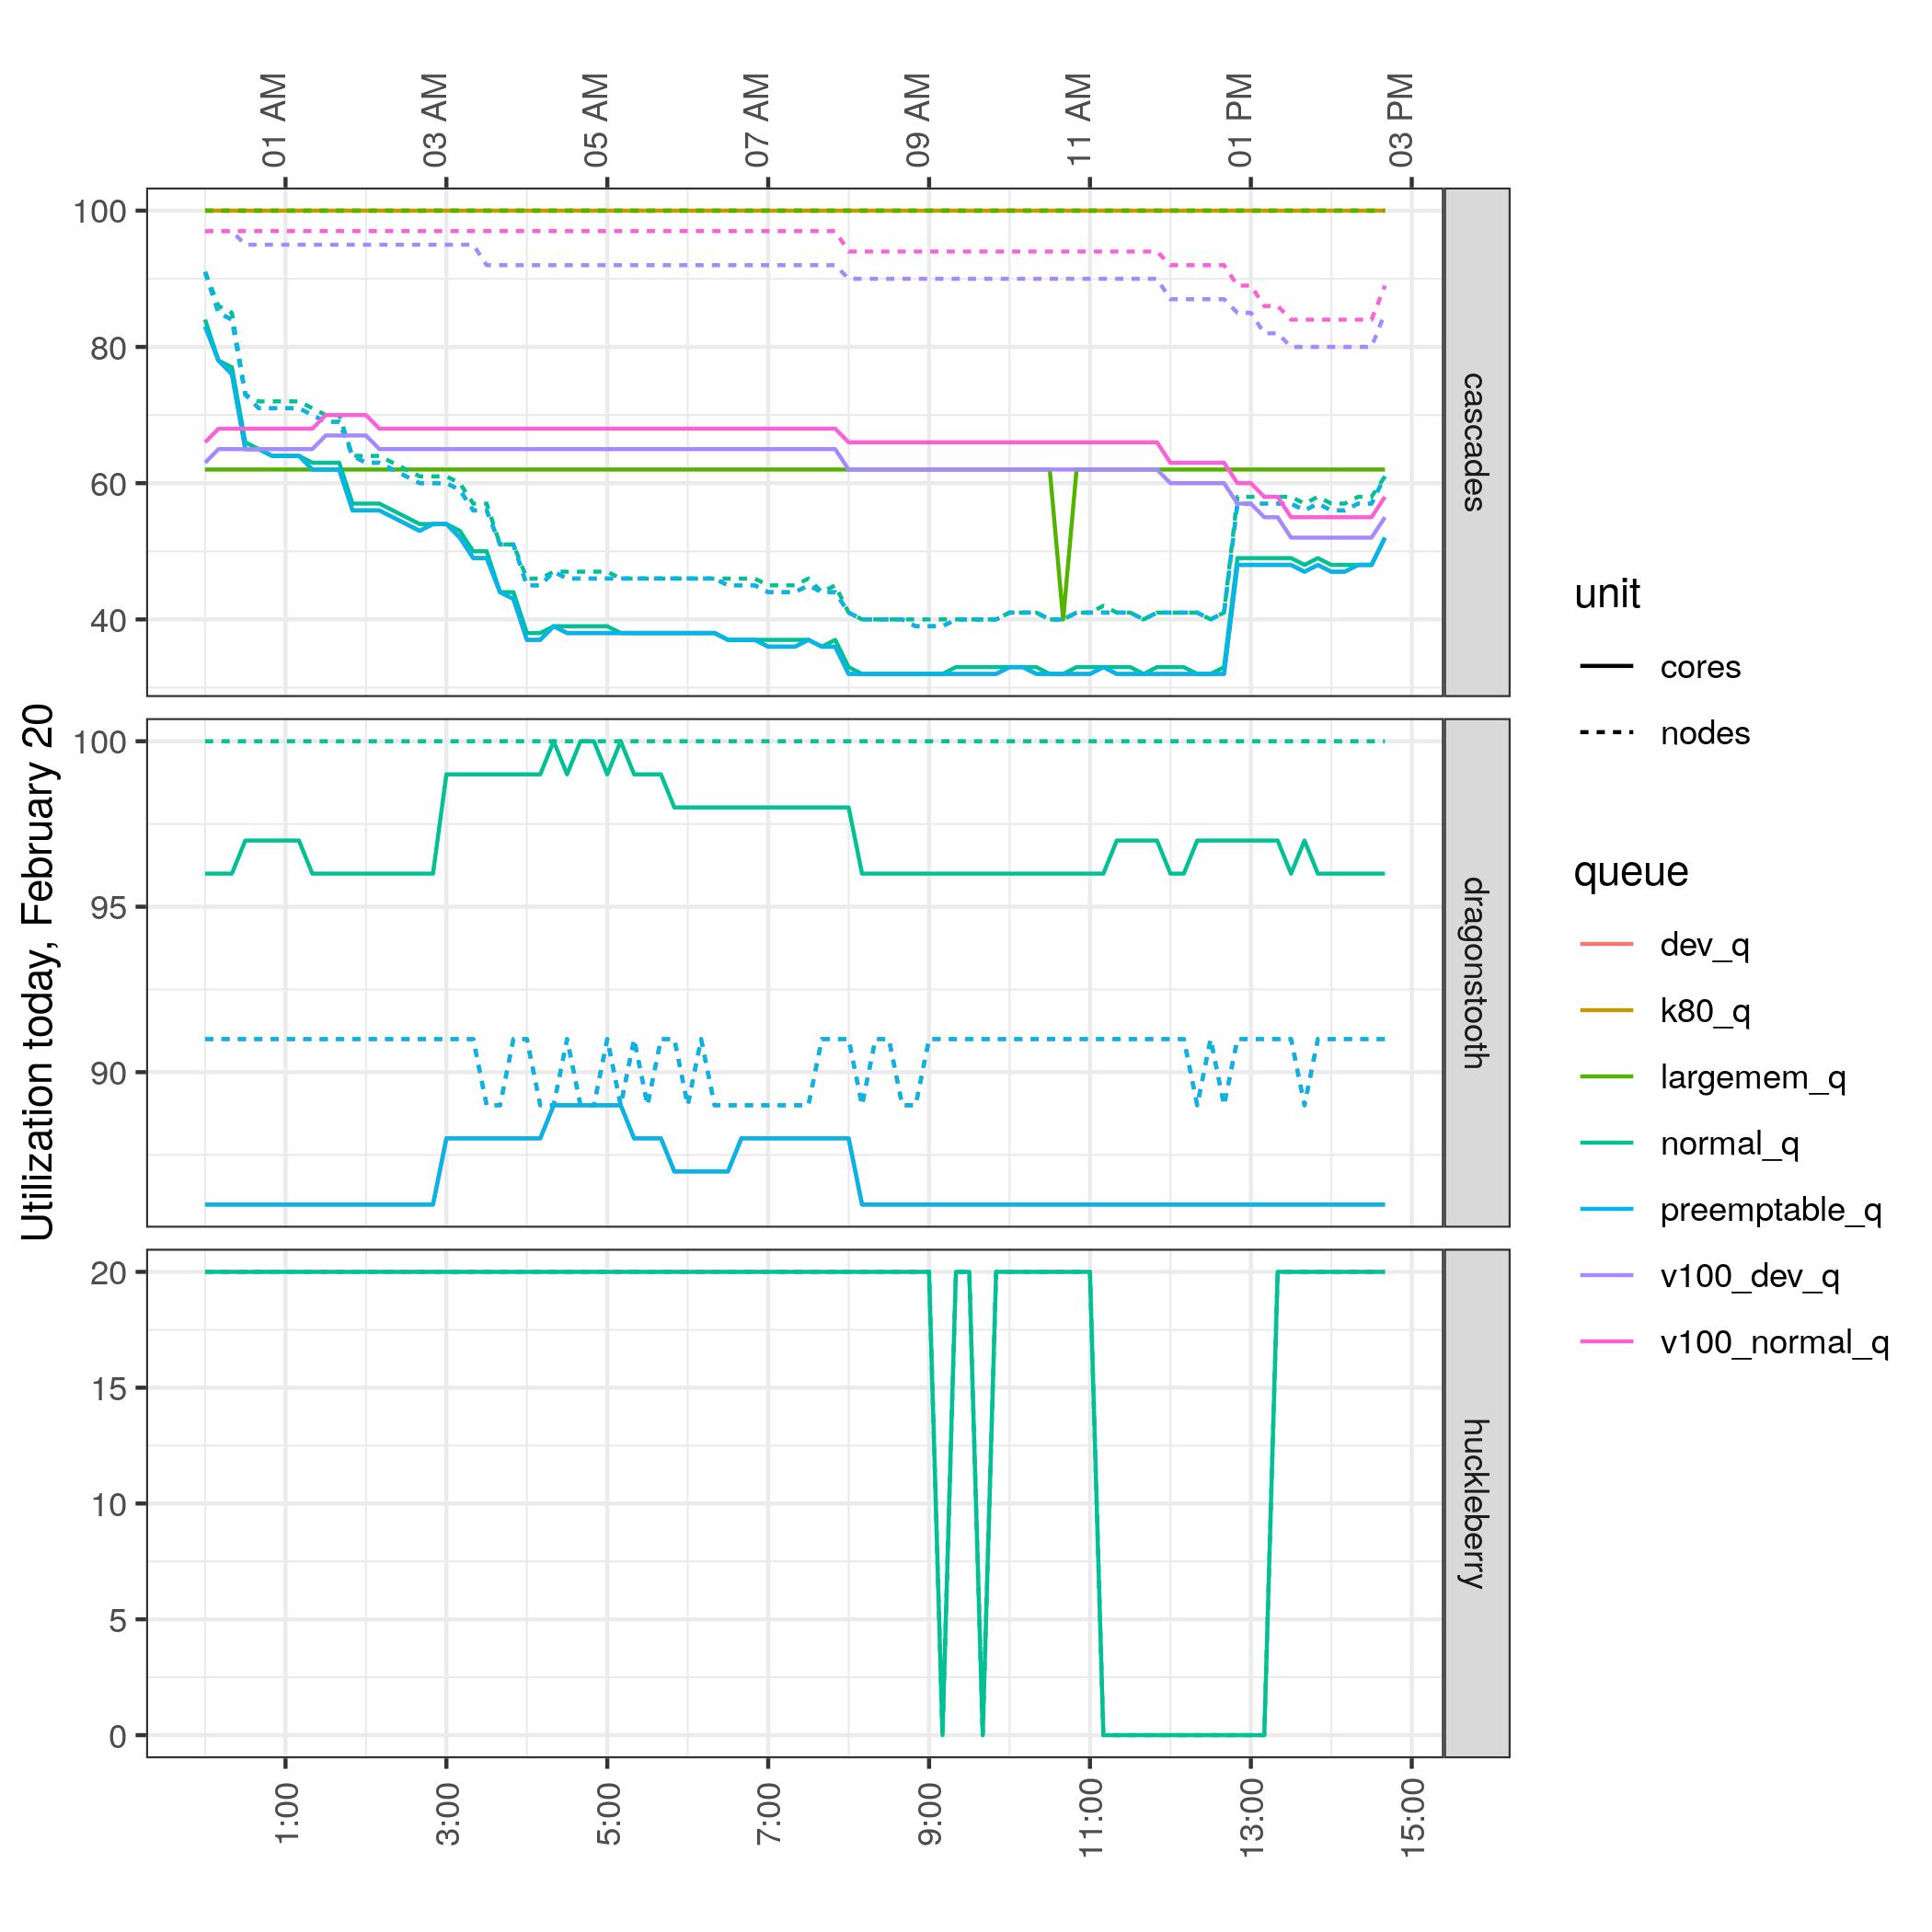 01 AM
03 AM
05 AM
07 AM
09 AM
11 AM
01 PM
03 PM
Utilization today, February 20
100
80
60
40
cascades
100
95
90
dragonstooth
20
15
10
5
0
huckleberry
1:00
3:00
5:00
7:00
9:00
11:00
13:00
15:00
unit
cores
nodes
queue
dev_q
k80_q
largemem_q
normal_q
preemptable_q
v100_dev_q
v100_normal_q